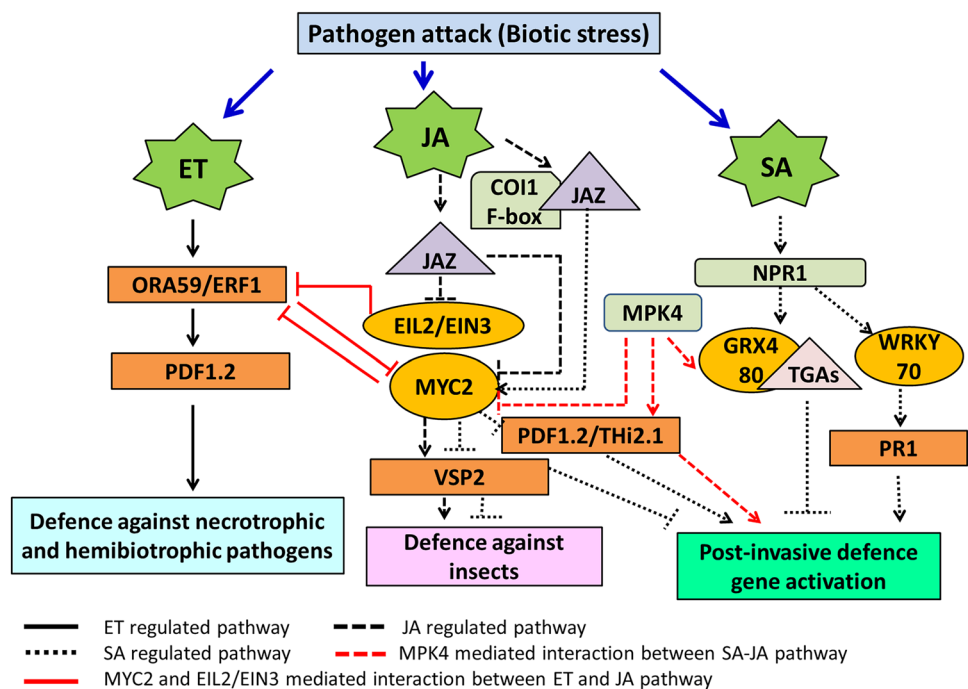 Pathogen attack (Biotic stress)
ET
JA
SA
COI1
F-box
JAZ
JAZ
NPR1
ORA59/ERF1
EIL2/EIN3
MPK4
GRX4
80
TGAs
WRKY
70
PDF1.2
MYC2
PDF1.2/THi2.1
PR1
VSP2
Defence against necrotrophic
and hemibiotrophic pathogens
Defence against
insects
Post-invasive defence
gene activation
ET regulated pathway
JA regulated pathway
SA regulated pathway
MPK4 mediated interaction between SA-JA pathway
MYC2 and EIL2/EIN3 mediated interaction between ET and JA pathway